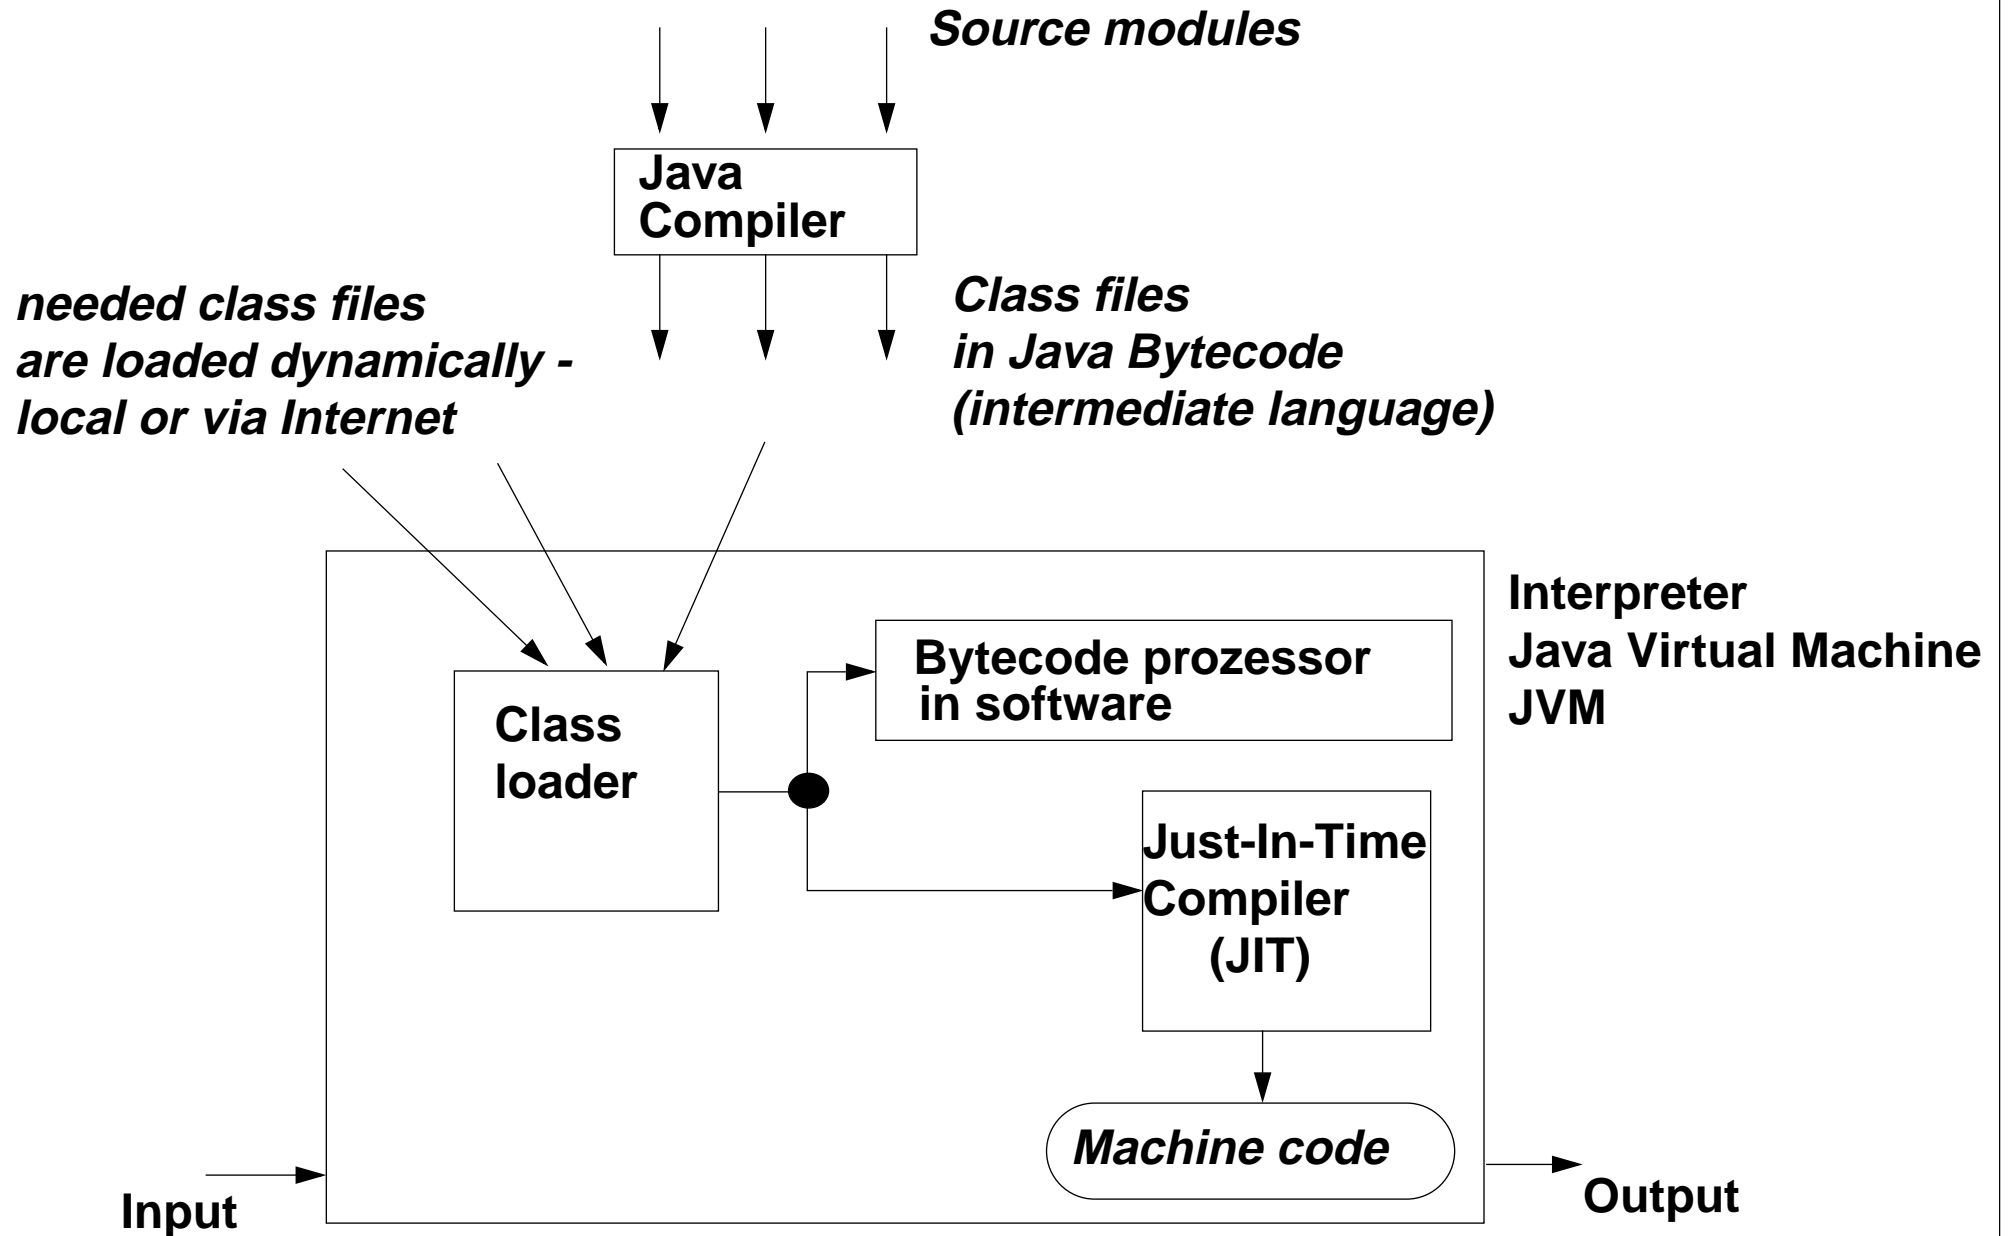 Source modules
Java
Compiler
needed class files
are loaded dynamically -
local or via Internet
Class files
in Java Bytecode
(intermediate language)
Interpreter
Java Virtual Machine
JVM
Bytecode prozessor
in software
Class
loader
Just-In-Time
Compiler
(JIT)
Machine code
Input
Output